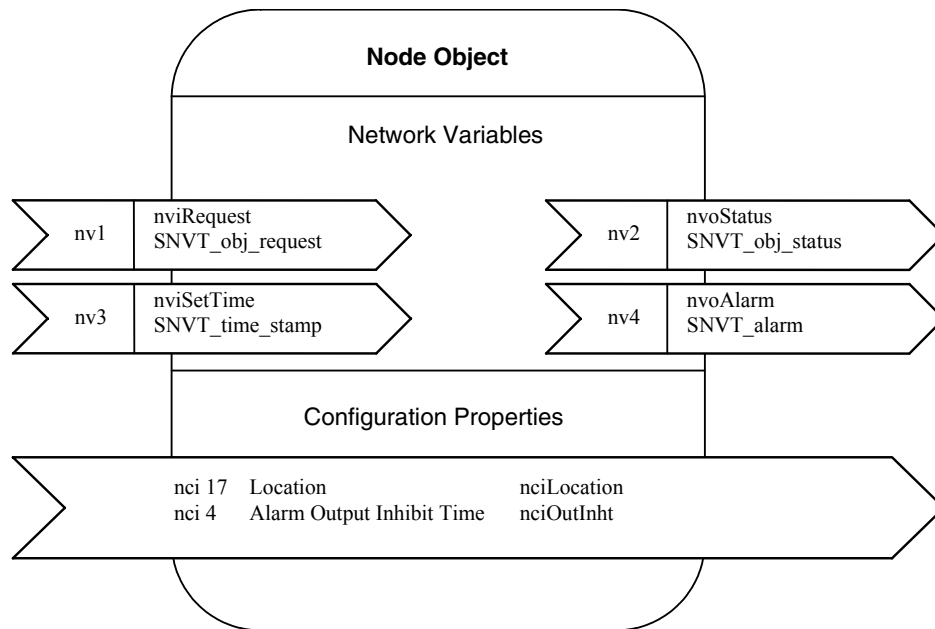 Node Object
Network Variables
nv1 nviRequest
SNVT_obj_request
nv2 nvoStatus
SNVT_obj_status
nv3 nviSetTime
SNVT_time_stamp
nv4 nvoAlarm
SNVT_alarm
Configuration Properties
nci 17 Location nciLocation
nci 4 Alarm Output Inhibit Time nciOutInht